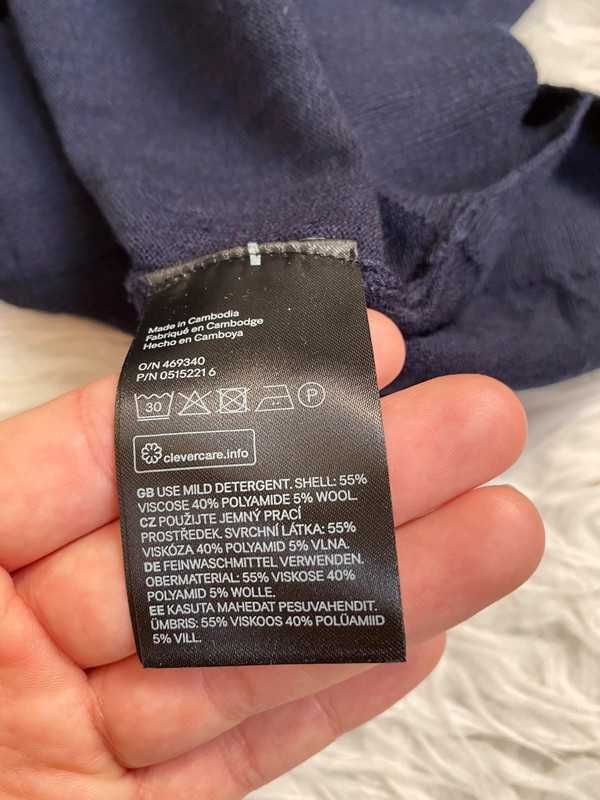 Made in Cambodia
Fabriqué en Cambodge
Hecho en Camboya
O/N 469340
P/N 0515221 6
30
P
clevercare.info
GB USE MILD DETERGENT. SHELL: 55%
VISCOSE 40% POLYAMIDE 5% WOOL.
CZ POUŽIJTE JEMNÝ PRACÍ
PROSTŘEDEK. SVRCHNÍ LÁTKA: 55%
VISKÓZA 40% POLYAMID 5% VLNA.
DE FEINWASCHMITTEL VERWENDEN.
OBERMATERIAL: 55% VISKOSE 40%
POLYAMID 5% WOLLE.
EE KASUTA MAHEDAT PESUVAHENDIT.
ÜMBRIS: 55% VISKOOS 40% POLÜAMIID
5% VILL.